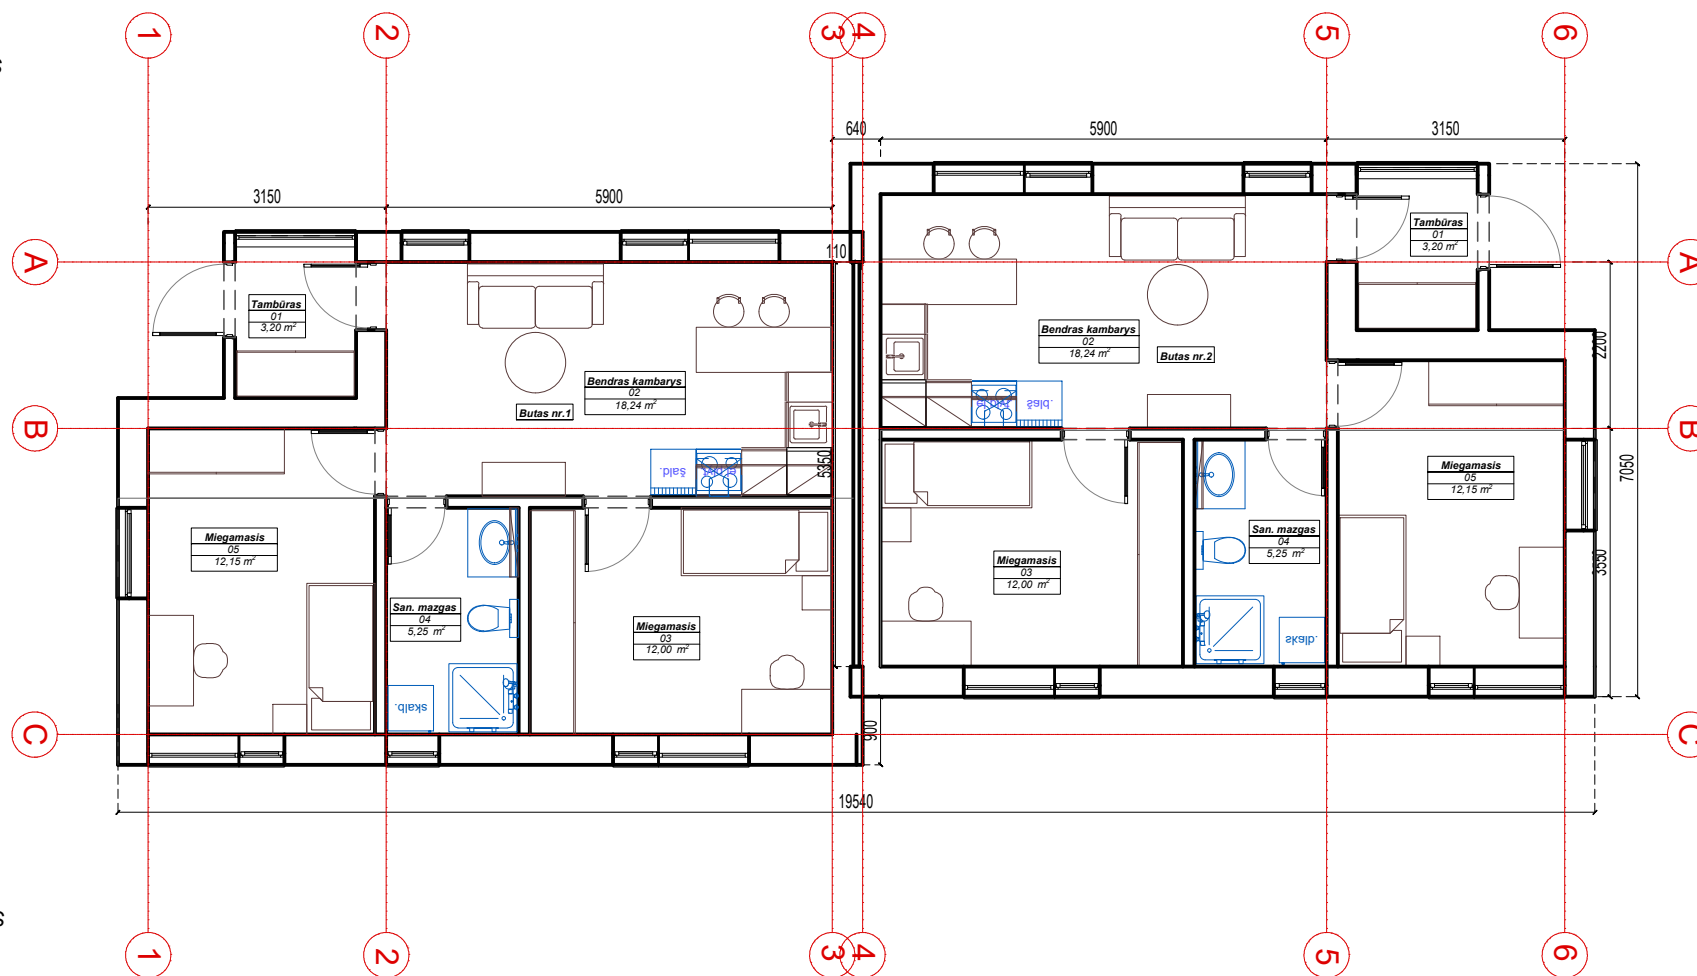 1
2
3
4
5
6
s
640
5900
3150
3150
5900
A
110
A
Tambūras
01
3,20 m²
Tambūras
01
3,20 m²
Bendras kambarys
02
18,24 m²
Butas nr.2
2200
Bendras kambarys
02
18,24 m²
Butas nr.1
šald.
B
B
šald.
5350
7050
Miegamasis
05
12,15 m²
Miegamasis
05
12,15 m²
San. mazgas
04
5,25 m²
Miegamasis
03
12,00 m²
3550
San. mazgas
04
5,25 m²
Miegamasis
03
12,00 m²
skalb.
skalb.
C
900
C
19540
s
1
2
3
4
5
6